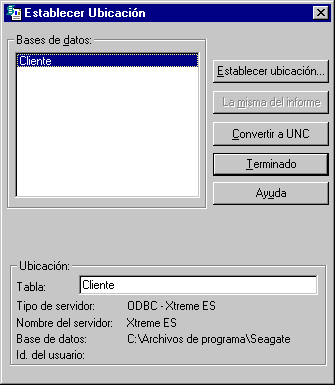 Establecer Ubicación
Bases de datos:
Cliente
Establecer ubicación...
La misma del informe
Convertir a UNC
Terminado
Ayuda
Ubicación:
Tabla: Cliente
Tipo de servidor: ODBC - Xtreme ES
Nombre del servidor: Xtreme ES
Base de datos: C:\Archivos de programa\Seagate
Id. del usuario: